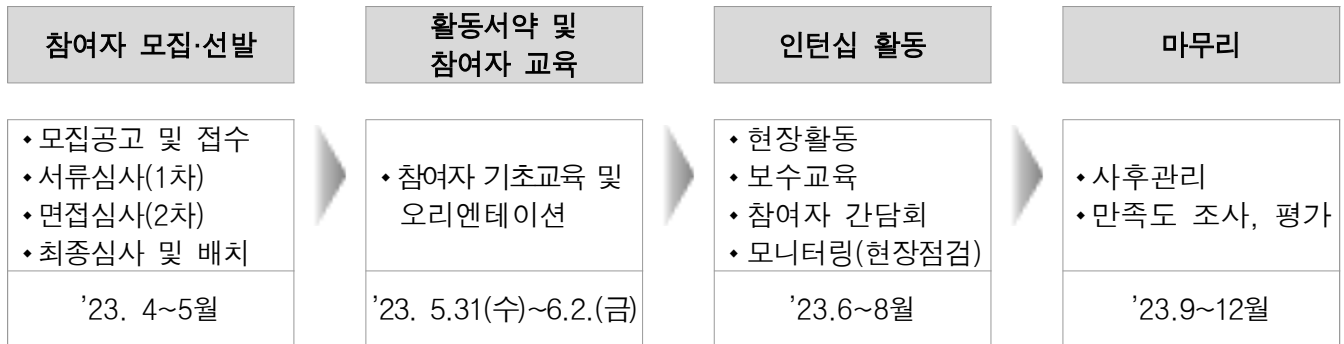 참여자 모집·선발
활동서약 및
참여자 교육
인턴십 활동
마무리
◆모집공고 및 접수
◆서류심사(1차)
◆면접심사(2차)
◆최종심사 및 배치
◆참여자 기초교육 및
오리엔테이션
◆현장활동
◆보수교육
◆참여자 간담회
◆모니터링(현장점검)
◆사후관리
◆만족도 조사, 평가
’23. 4~5월
’23. 5.31(수)~6.2.(금)
’23.6~8월
’23.9~12월